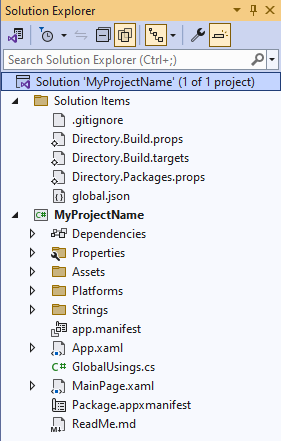 Solution Explorer
Search Solution Explorer (Ctrl+;)
Solution 'MyProjectName' (1 of 1 project)
Solution Items
.gitignore
Directory.Build.props
Directory.Build.targets
Directory.Packages.props
global.json
C# MyProjectName
Dependencies
Properties
Assets
Platforms
Strings
app.manifest
App.xaml
C# GlobalUsings.cs
MainPage.xaml
Package.appxmanifest
ReadMe.md